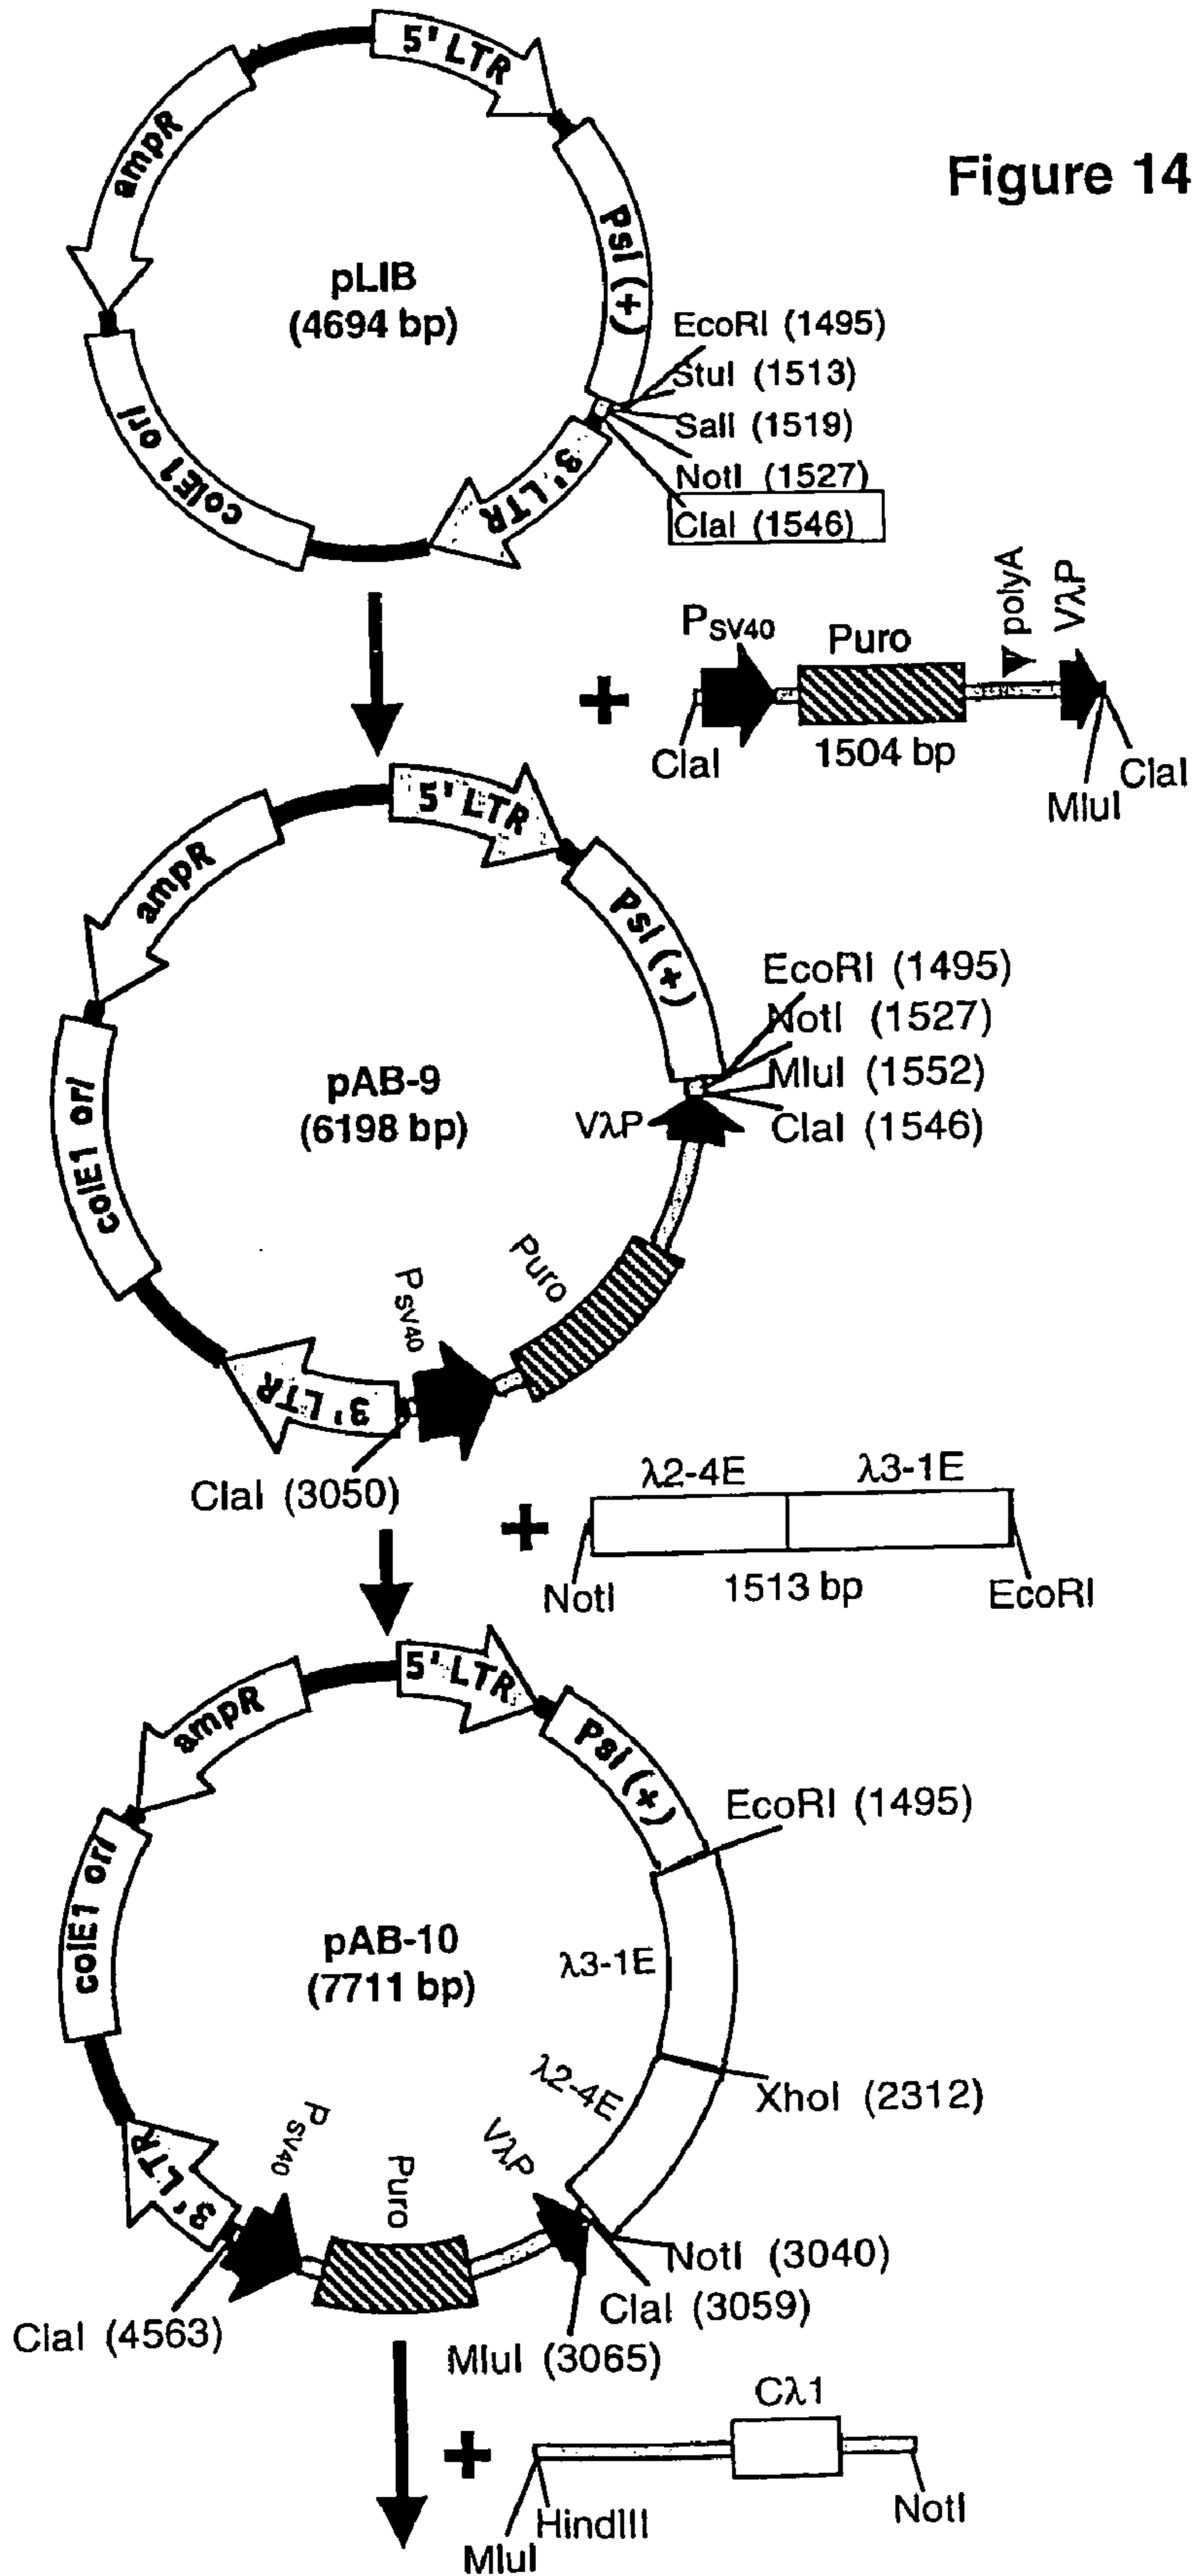 Figure 14
5' LTR
ampR
Psi (+)
pLIB
(4694 bp)
EcoRI (1495)
StuI (1513)
SalI (1519)
NotI (1527)
ClaI (1546)
3' LTR
colE1 ori
PSV40
Puro
polyA
VλP
ClaI
1504 bp
MluI
ClaI
5' LTR
ampR
Psi (+)
pAB-9
(6198 bp)
EcoRI (1495)
NotI (1527)
MluI (1552)
ClaI (1546)
VλP
colE1 ori
Puro
PSV40
3' LTR
ClaI (3050)
λ2-4E
λ3-1E
NotI
1513 bp
EcoRI
5' LTR
ampR
Psi (+)
EcoRI (1495)
colE1 ori
pAB-10
(7711 bp)
λ3-1E
λ2-4E
XhoI (2312)
VλP
PSV40
Puro
3' LTR
NotI (3040)
ClaI (3059)
ClaI (4563)
MluI (3065)
Cλ1
HindIII
NotI
MluI